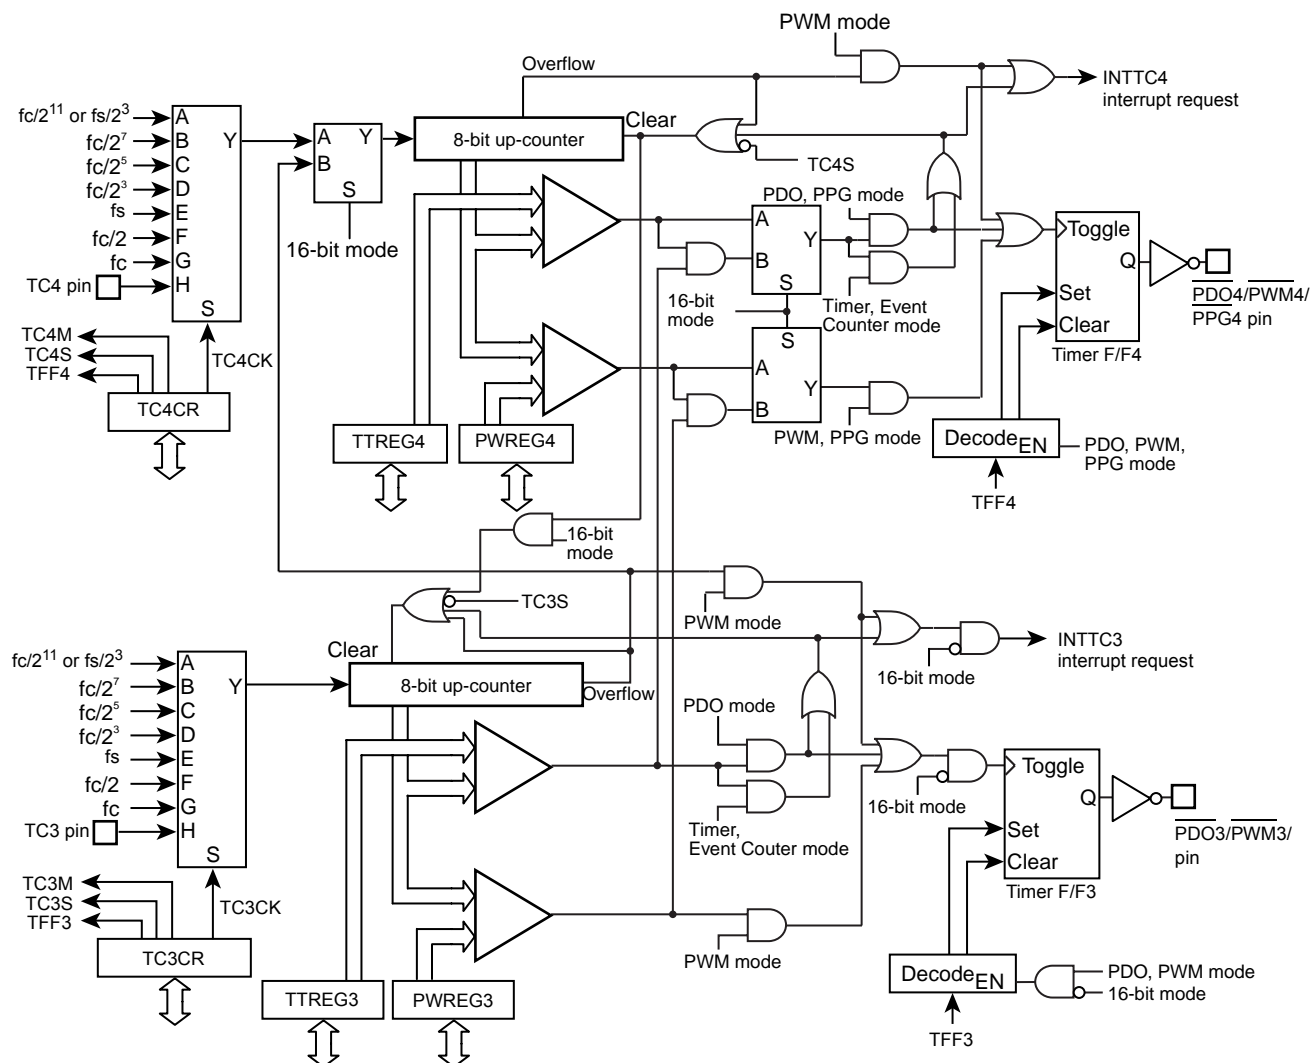 PWM mode
Overflow
INTTC4
interrupt request
fc/2¹¹ or fs/2³
fc/2⁷
fc/2⁵
fc/2³
fs
fc/2
fc
TC4 pin
A
B
C
D
E
F
G
H
Y
S
A
B
Y
S
16-bit mode
8-bit up-counter
Clear
TC4S
TC4M
TC4S
TFF4
TC4CK
TC4CR
TTREG4
PWREG4
PDO, PPG mode
A
B
Y
S
16-bit
mode
Timer, Event
Counter mode
S
A
B
Y
PWM, PPG mode
Toggle
Q
Set
Clear
Timer F/F4
PDO4/PWM4/
PPG4 pin
Decode EN
PDO, PWM,
PPG mode
TFF4
16-bit
mode
TC3S
PWM mode
INTTC3
interrupt request
16-bit mode
Clear
8-bit up-counter
Overflow
fc/2¹¹ or fs/2³
fc/2⁷
fc/2⁵
fc/2³
fs
fc/2
fc
TC3 pin
A
B
C
D
E
F
G
H
Y
S
TC3M
TC3S
TFF3
TC3CK
TC3CR
TTREG3
PWREG3
PDO mode
Timer,
Event Couter mode
16-bit mode
PWM mode
Toggle
Q
Set
Clear
Timer F/F3
PDO3/PWM3/
pin
Decode EN
PDO, PWM mode
16-bit mode
TFF3